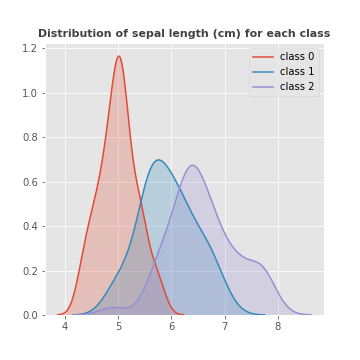 Distribution of sepal length (cm) for each class
1.2
1.0
0.8
0.6
0.4
0.2
0.0
4 5 6 7 8
class 0
class 1
class 2